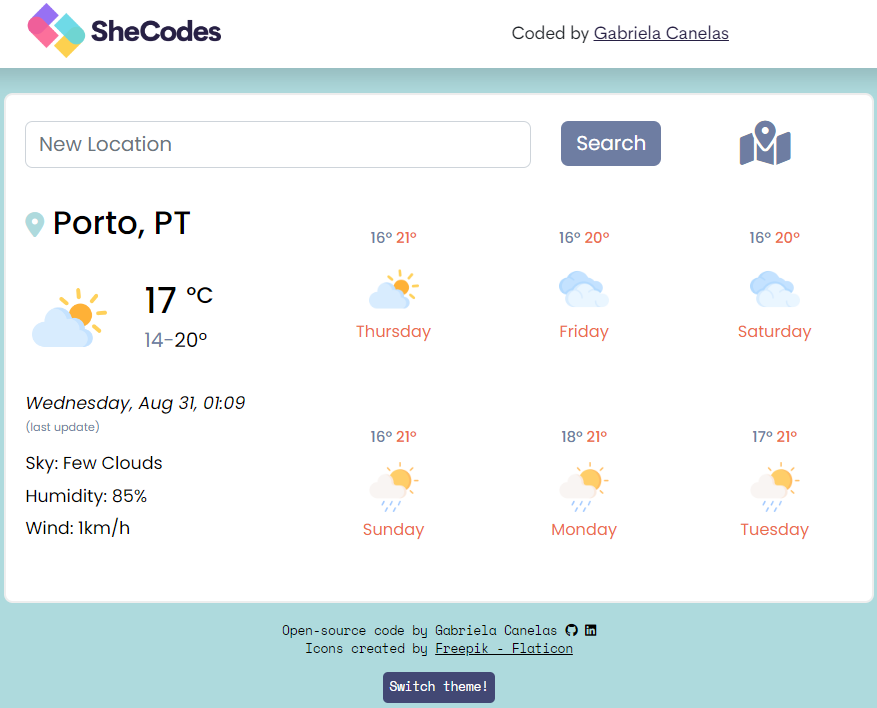 SheCodes
Coded by Gabriela Canelas
New Location
Search
Porto, PT
17 °C
14-20°
Wednesday, Aug 31, 01:09
(last update)
Sky: Few Clouds
Humidity: 85%
Wind: 1km/h
16° 21°
Thursday
16° 20°
Friday
16° 20°
Saturday
16° 21°
Sunday
18° 21°
Monday
17° 21°
Tuesday
Open-source code by Gabriela Canelas
Icons created by Freepik - Flaticon
Switch theme!